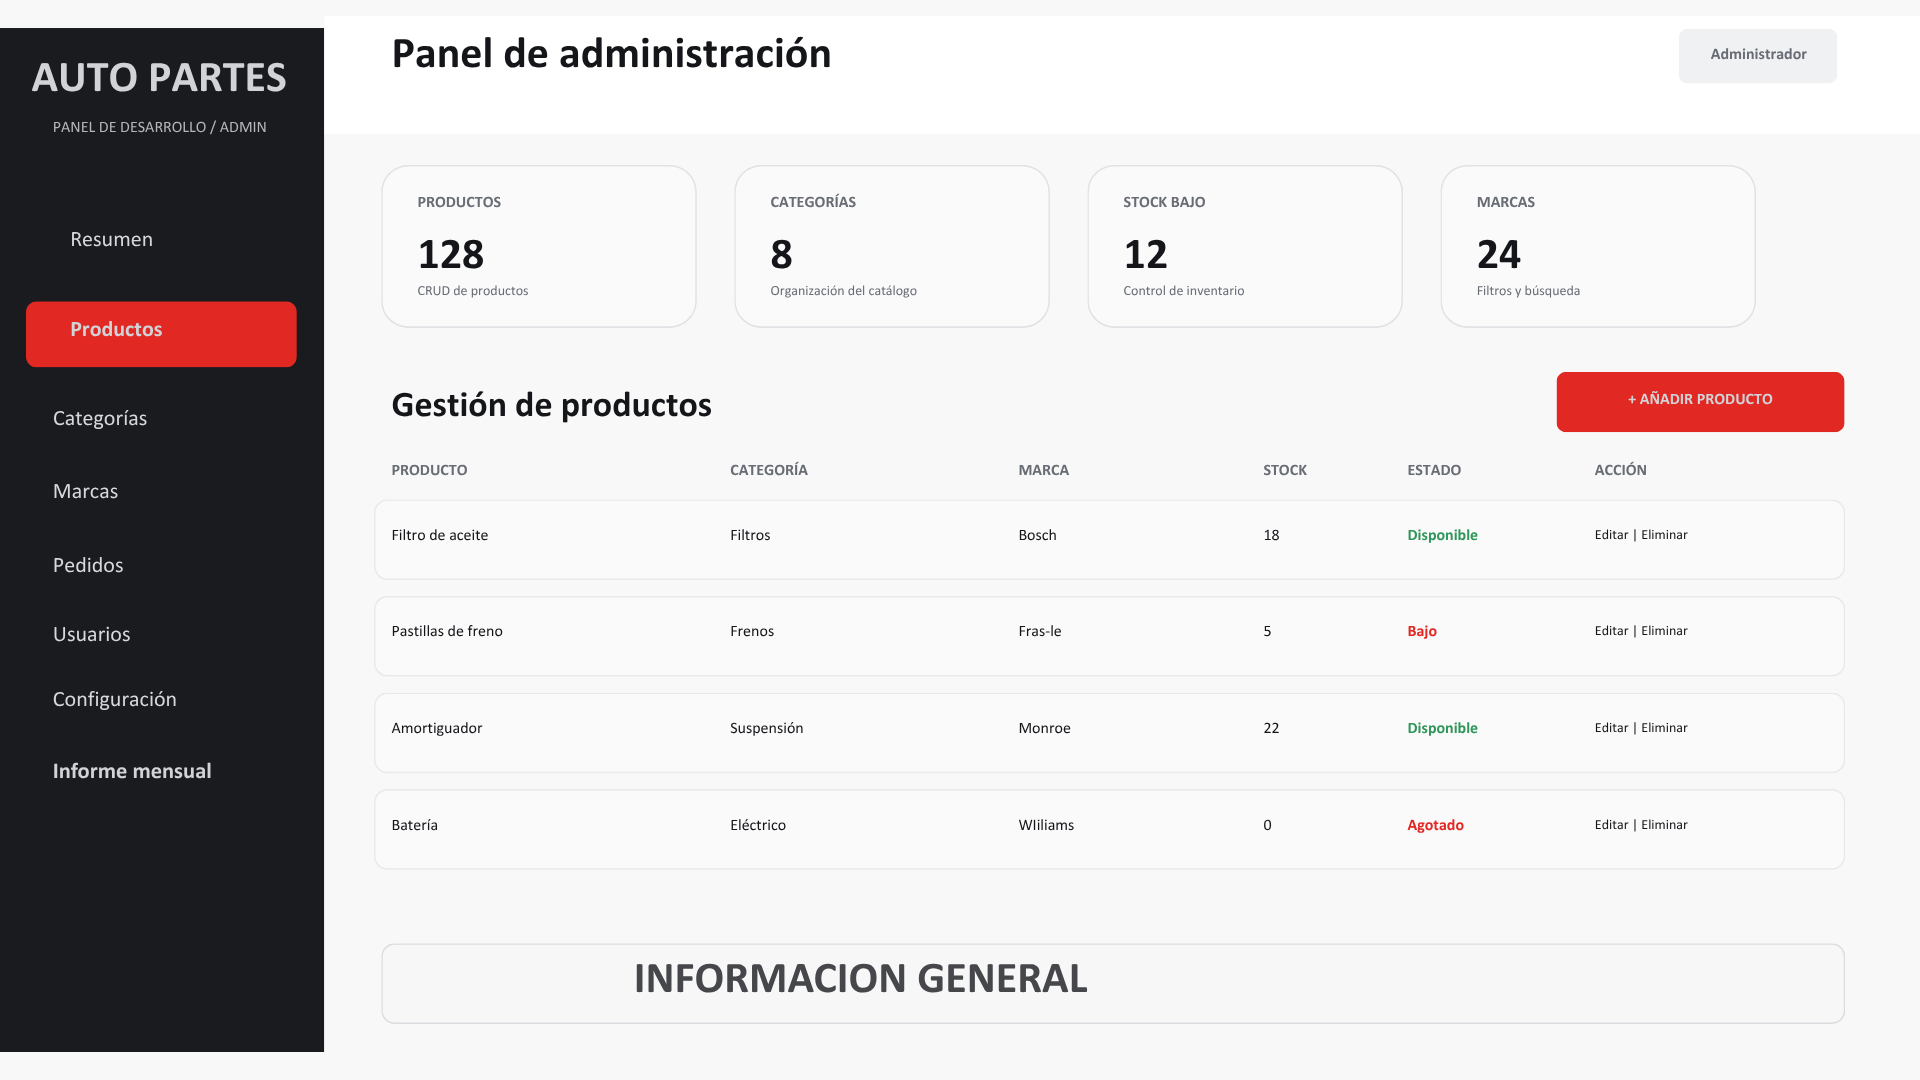 AUTO PARTES
PANEL DE DESARROLLO / ADMIN
Resumen
Productos
Categorías
Marcas
Pedidos
Usuarios
Configuración
Informe mensual
Panel de administración
Administrador
PRODUCTOS
128
CRUD de productos
CATEGORÍAS
8
Organización del catálogo
STOCK BAJO
12
Control de inventario
MARCAS
24
Filtros y búsqueda
Gestión de productos
+ AÑADIR PRODUCTO
PRODUCTO CATEGORÍA MARCA STOCK ESTADO ACCIÓN
Filtro de aceite Filtros Bosch 18 Disponible Editar | Eliminar
Pastillas de freno Frenos Fras-le 5 Bajo Editar | Eliminar
Amortiguador Suspensión Monroe 22 Disponible Editar | Eliminar
Batería Eléctrico WIiliams 0 Agotado Editar | Eliminar
INFORMACION GENERAL